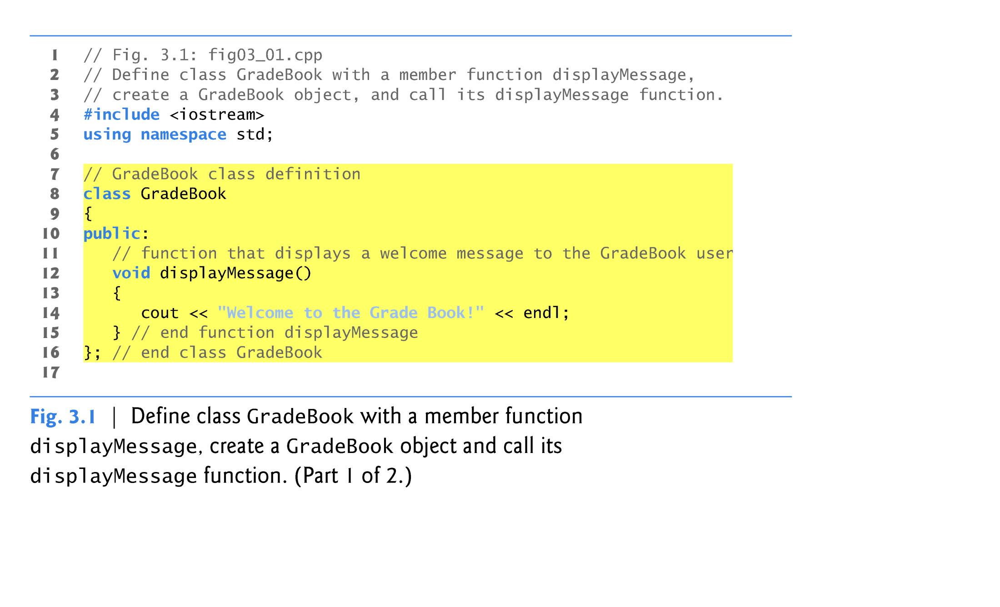 1 // Fig. 3.1: fig03_01.cpp
2 // Define class GradeBook with a member function displayMessage,
3 // create a GradeBook object, and call its displayMessage function.
4 #include <iostream>
5 using namespace std;
6
7 // GradeBook class definition
8 class GradeBook
9 {
10 public:
11    // function that displays a welcome message to the GradeBook user
12    void displayMessage()
13    {
14       cout << "Welcome to the Grade Book!" << endl;
15    } // end function displayMessage
16 }; // end class GradeBook
17
Fig. 3.1 | Define class GradeBook with a member function
displayMessage, create a GradeBook object and call its
displayMessage function. (Part 1 of 2.)